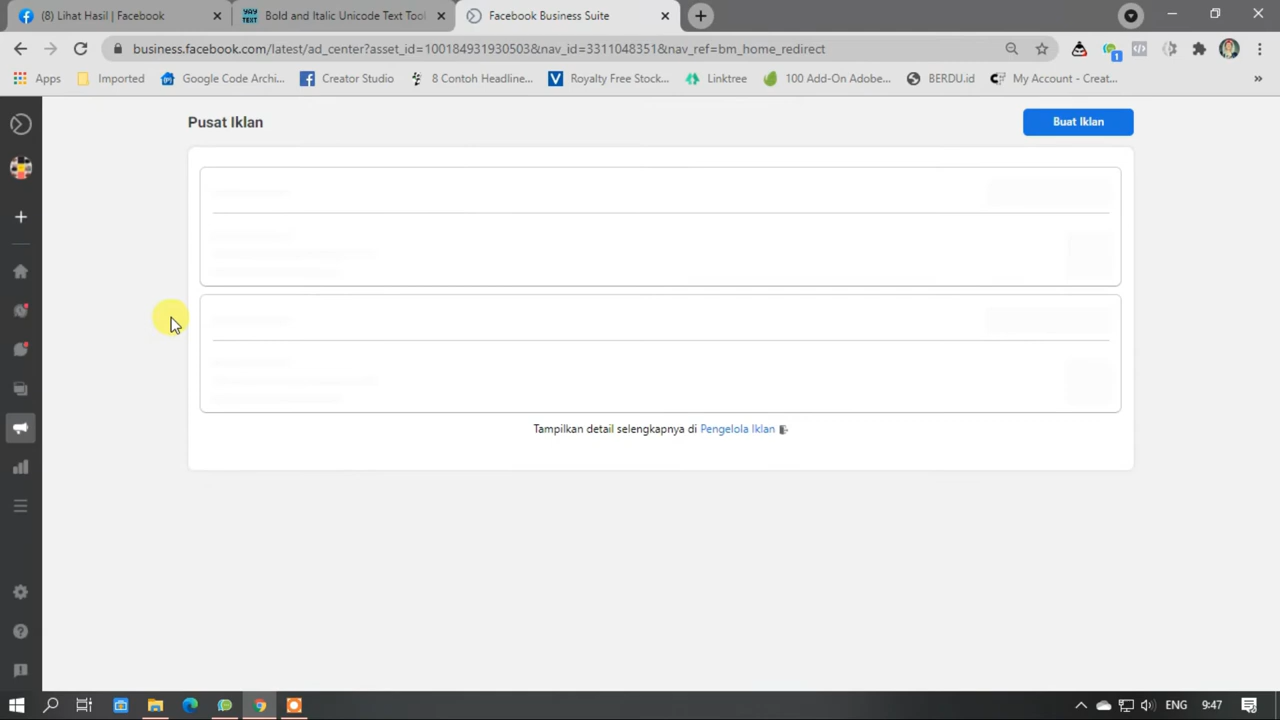 (8) Lihat Hasil | Facebook
Bold and Italic Unicode Text Tool
Facebook Business Suite
business.facebook.com/latest/ad_center?asset_id=100184931930503&nav_id=3311048351&nav_ref=bm_home_redirect
1
Apps
Imported
Google Code Archi...
Creator Studio
8 Contoh Headline...
Royalty Free Stock...
Linktree
100 Add-On Adobe...
BERDU.id
My Account - Creat...
»
YAY
TEXT
Pusat Iklan
Buat Iklan
Tampilkan detail selengkapnya di Pengelola Iklan
ENG
9:47